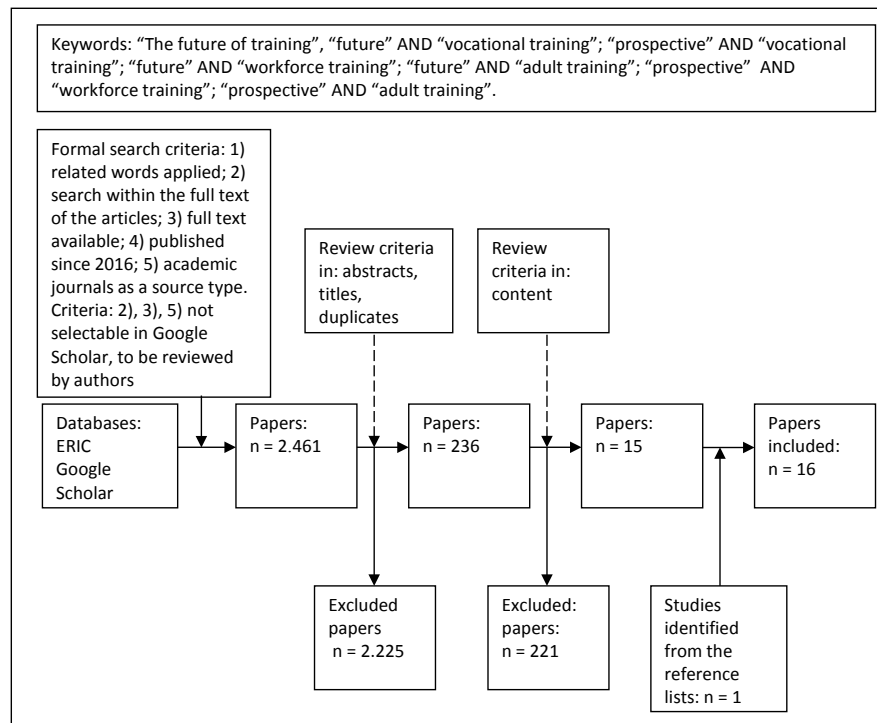 Keywords: “The future of training”, “future” AND “vocational training”; “prospective” AND “vocational
training”; “future” AND “workforce training”; “future” AND “adult training”; “prospective” AND
“workforce training”; “prospective” AND “adult training”.
Formal search criteria: 1)
related words applied; 2)
search within the full text
of the articles; 3) full text
available; 4) published
since 2016; 5) academic
journals as a source type.
Criteria: 2), 3), 5) not
selectable in Google
Scholar, to be reviewed
by authors
Review criteria
in: abstracts,
titles,
duplicates
Review
criteria in:
content
Databases:
ERIC
Google
Scholar
Papers:
n = 2.461
Papers:
n = 236
Papers:
n = 15
Papers
included:
n = 16
Excluded
papers
n = 2.225
Excluded:
papers:
n = 221
Studies
identified
from the
reference
lists: n = 1